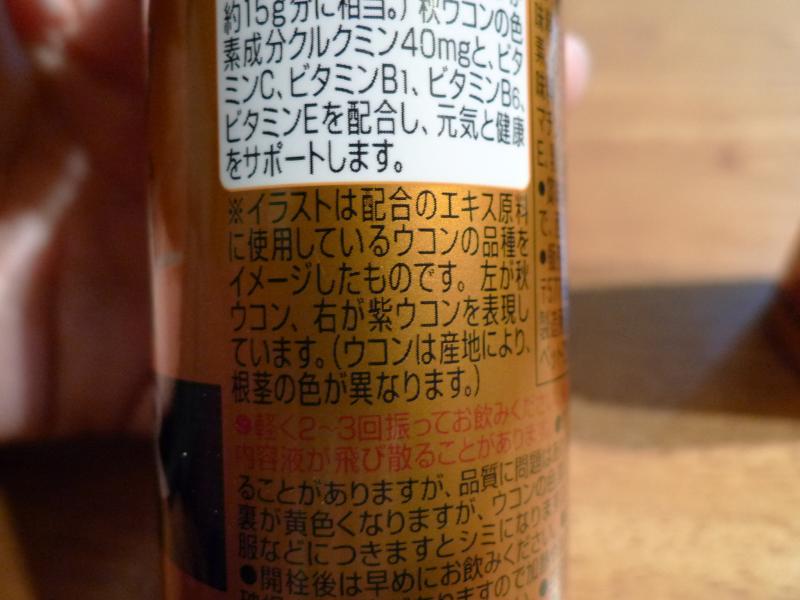 約15g分に相当。)秋ウコンの色
素成分クルクミン40mgと、ビタ
ミンC、ビタミンB1、ビタミンB6、
ビタミンEを配合し、元気と健康
をサポートします。
※イラストは配合のエキス原料
に使用しているウコンの品種を
イメージしたものです。左が秋
ウコン、右が紫ウコンを表現し
ています。(ウコンは産地により、
根茎の色が異なります。)
●軽く2~3回振ってお飲みください
内容液が飛び散ることがあります
ることがありますが、品質に問題は
裏が黄色くなりますが、ウコンの色
服などにつきますとシミになります
●開栓後は早めにお飲みください